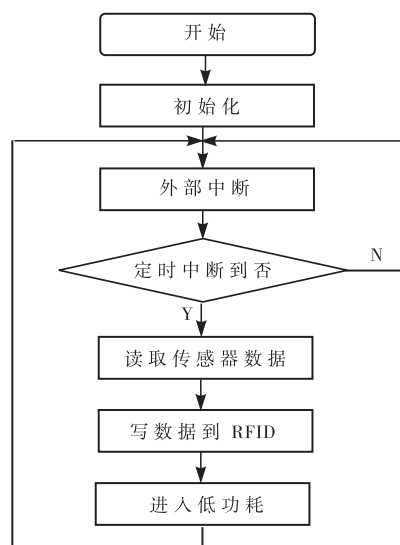 开始
初始化
外部中断
定时中断到否
N
Y
读取传感器数据
写数据到 RFID
进入低功耗